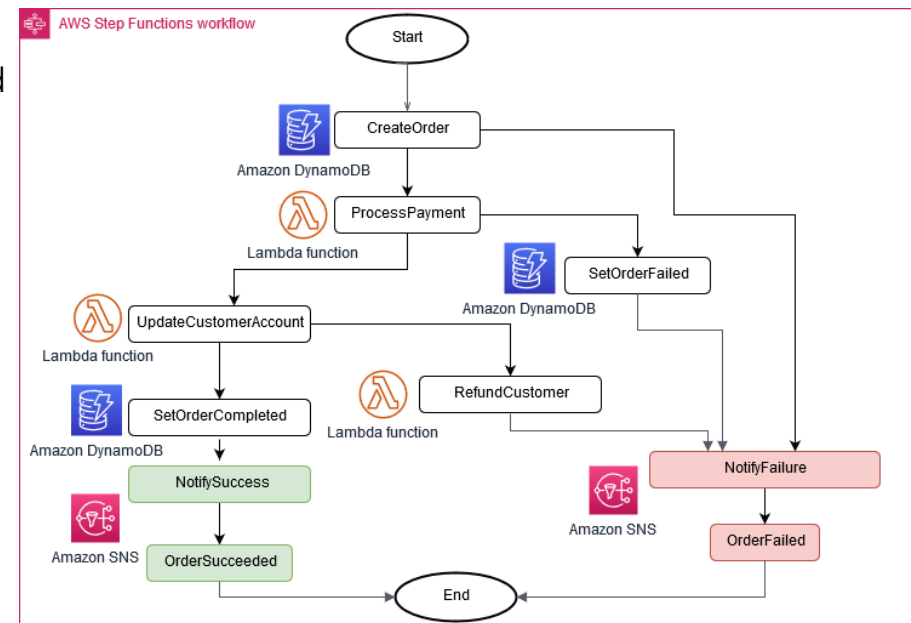 AWS Step Functions workflow
Start
CreateOrder
Amazon DynamoDB
ProcessPayment
Lambda function
SetOrderFailed
Amazon DynamoDB
UpdateCustomerAccount
Lambda function
RefundCustomer
Lambda function
SetOrderCompleted
Amazon DynamoDB
NotifySuccess
Amazon SNS
OrderSucceeded
NotifyFailure
Amazon SNS
OrderFailed
End